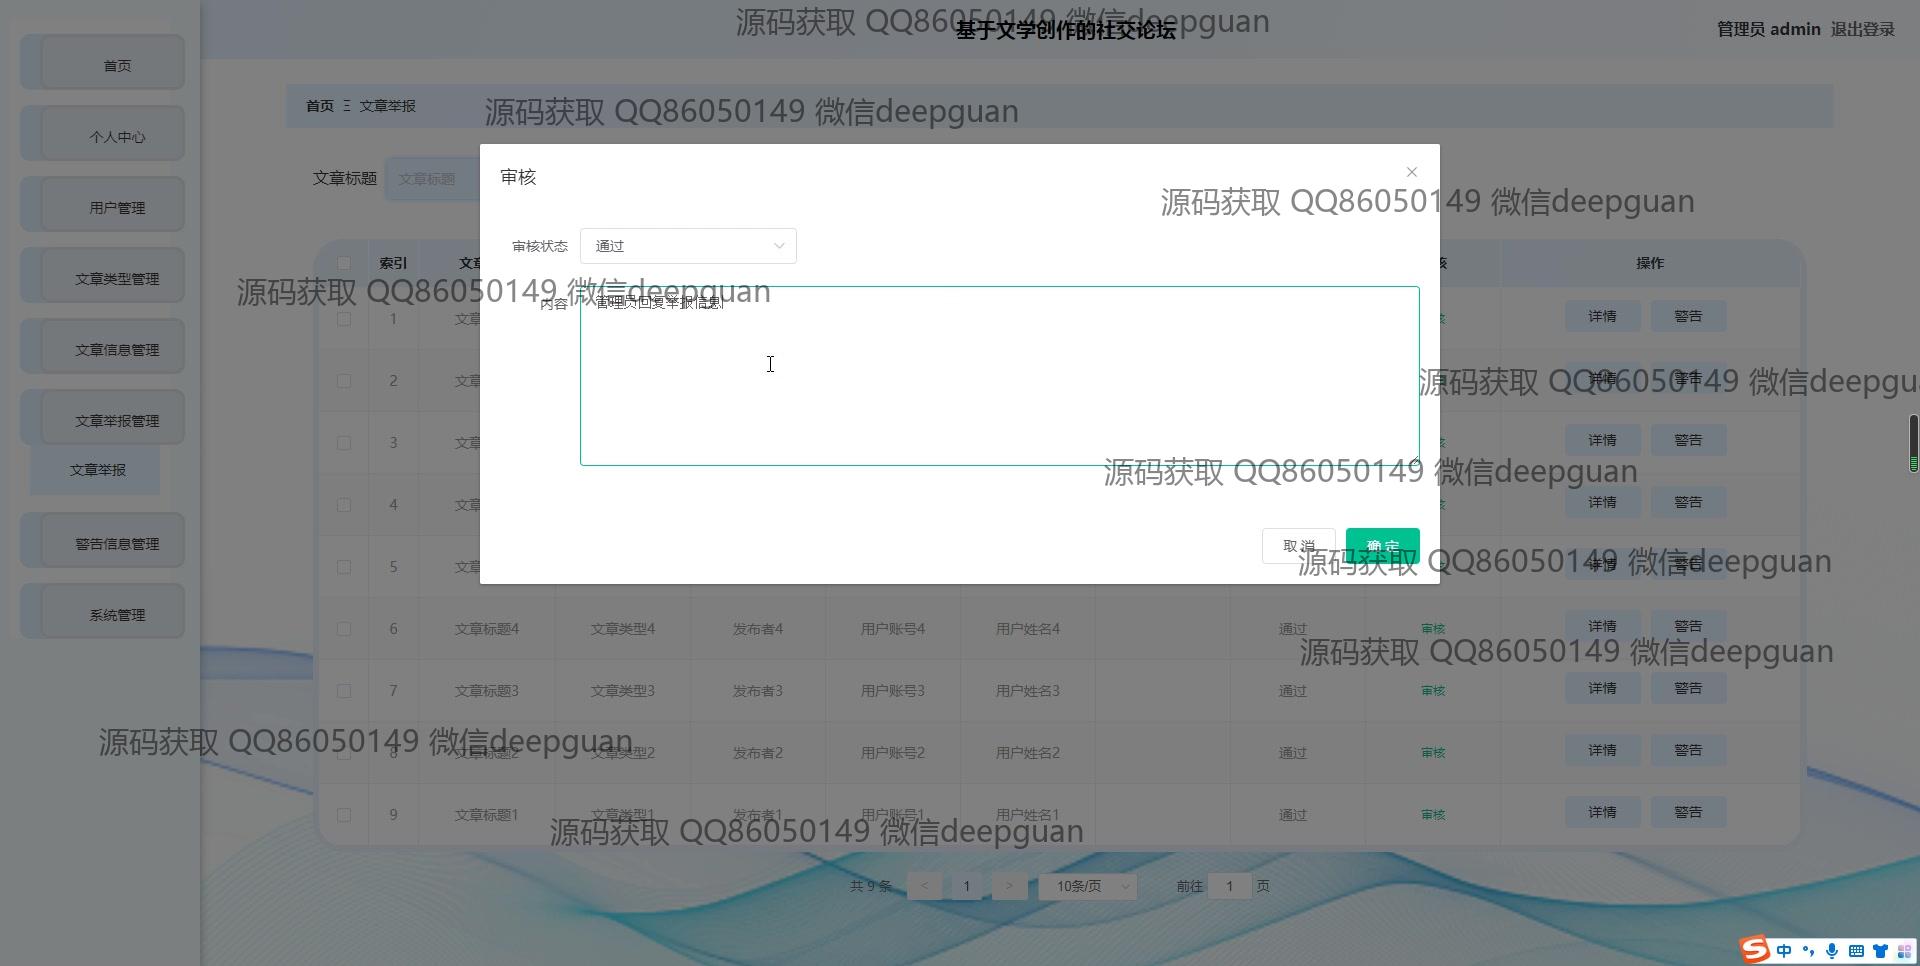 基于文学创作的社交论坛
管理员 admin 退出登录
源码获取 QQ86050149 微信deepguan
首页
个人中心
用户管理
文章类型管理
文章信息管理
文章举报管理
文章举报
警告信息管理
系统管理
首页 文章举报
源码获取 QQ86050149 微信deepguan
文章标题 文章标题
审核
源码获取 QQ86050149 微信deepguan
审核状态 通过
源码获取 QQ86050149 微信deepguan
内容 管理员回复举报信息
取消 确定
索引 操作
1 详情 警告
2 详情 警告
源码获取 QQ86050149 微信deepgu
3 详情 警告
源码获取 QQ86050149 微信deepguan
4 详情 警告
5 详情 警告
源码获取 QQ86050149 微信deepguan
6 文章标题4 文章类型4 发布者4 用户账号4 用户姓名4 通过 审核 详情 警告
源码获取 QQ86050149 微信deepguan
7 文章标题3 文章类型3 发布者3 用户账号3 用户姓名3 通过 审核 详情 警告
源码获取 QQ86050149 微信deepguan
8 文章标题2 文章类型2 发布者2 用户账号2 用户姓名2 通过 审核 详情 警告
9 文章标题1 文章类型1 发布者1 用户账号1 用户姓名1 通过 审核 详情 警告
源码获取 QQ86050149 微信deepguan
共 9 条 < 1 > 10条/页 前往 1 页
中